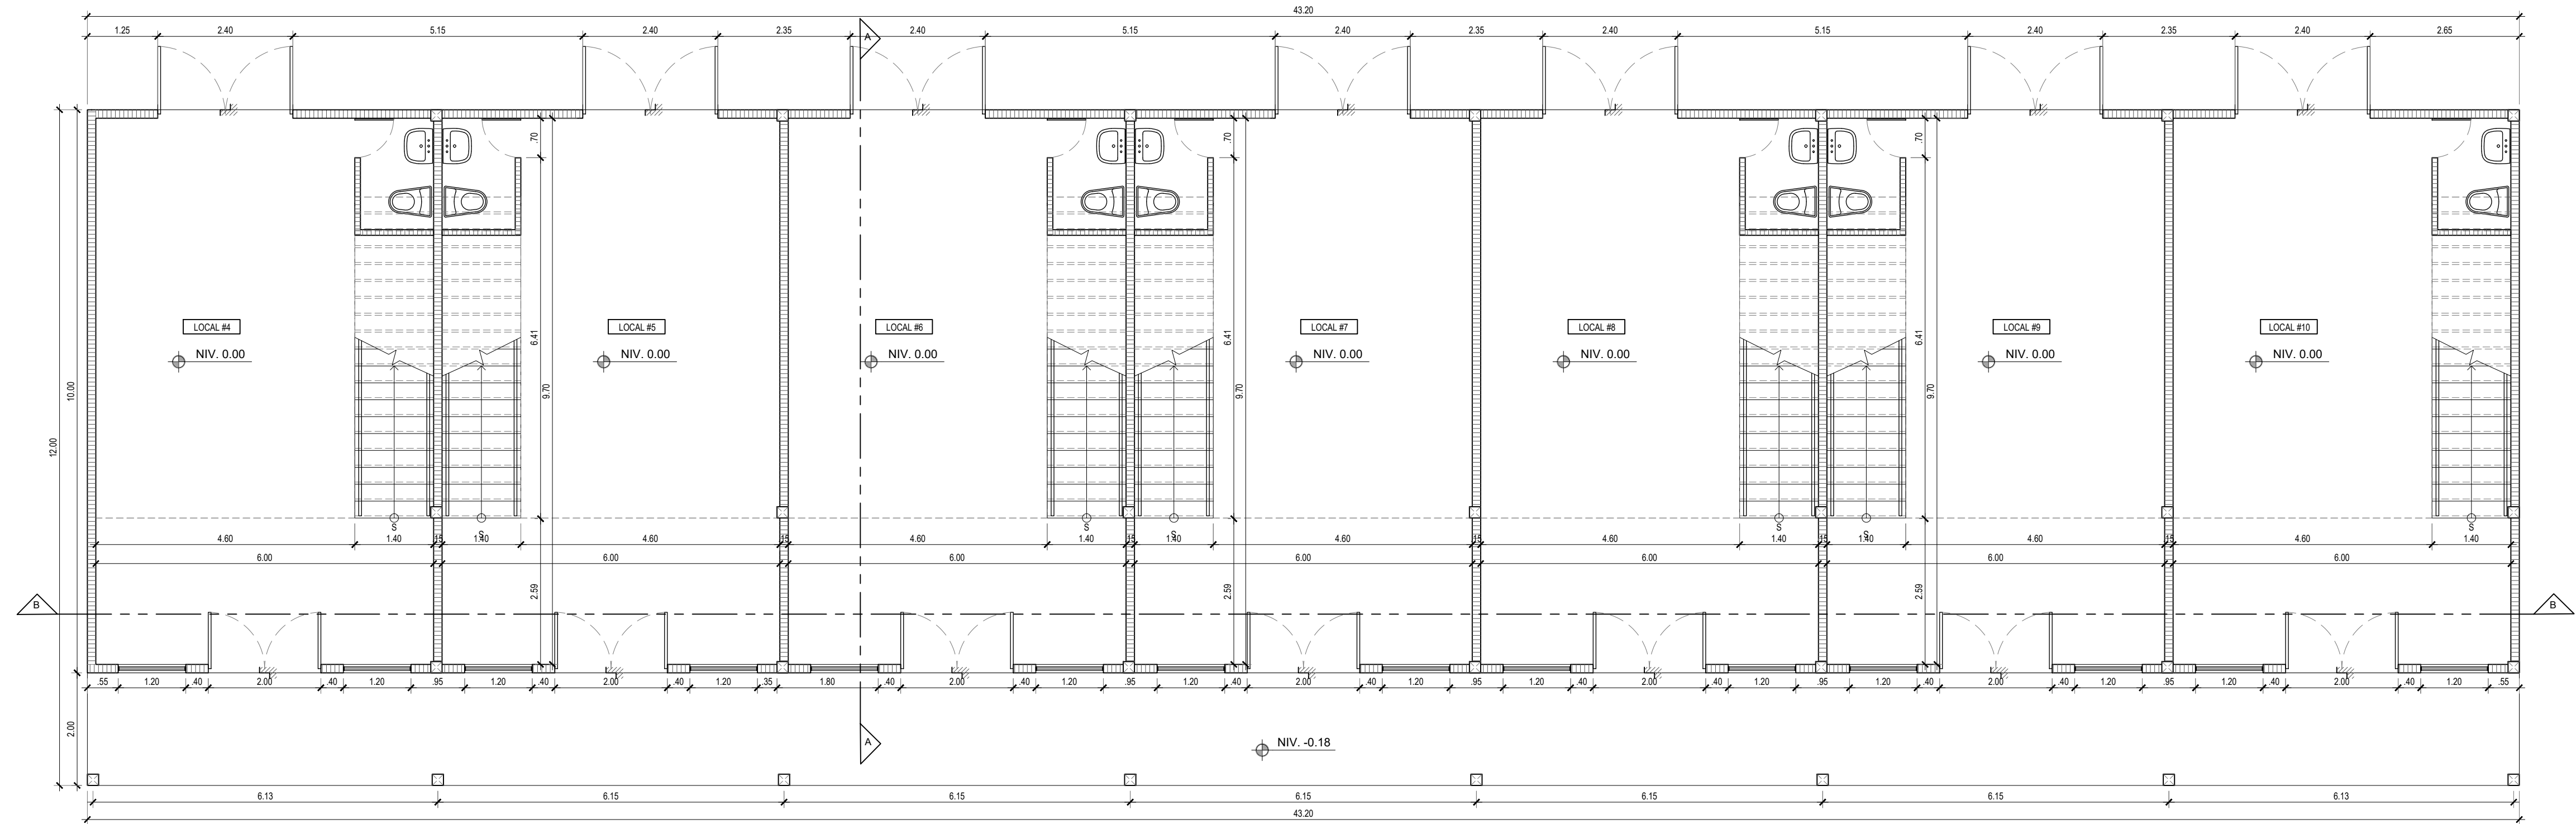 43.20
1.25 2.40 5.15 2.40 2.35 2.40 5.15 2.40 2.35 2.40 5.15 2.40 2.35 2.40 2.65
A
.70 .70 .70
LOCAL #4 LOCAL #5 LOCAL #6 LOCAL #7 LOCAL #8 LOCAL #9 LOCAL #10
6.41 6.41 6.41
NIV. 0.00 NIV. 0.00 NIV. 0.00 NIV. 0.00 NIV. 0.00 NIV. 0.00 NIV. 0.00
10.00 9.70 9.70 9.70
12.00
S S S S S S S
4.60 1.40 .15 1.40 4.60 .15 4.60 1.40 .15 1.40 4.60 .15 4.60 1.40 .15 1.40 4.60 .15 4.60 1.40
6.00 6.00 6.00 6.00 6.00 6.00 6.00
2.59 2.59 2.59
B B
.55 1.20 .40 2.00 .40 1.20 .95 1.20 .40 2.00 .40 1.20 .35 1.80 .40 2.00 .40 1.20 .95 1.20 .40 2.00 .40 1.20 .95 1.20 .40 2.00 .40 1.20 .95 1.20 .40 2.00 .40 1.20 .95 1.20 .40 2.00 .40 1.20 .55
2.00
A
NIV. -0.18
6.13 6.15 6.15 6.15 6.15 6.15 6.13
43.20